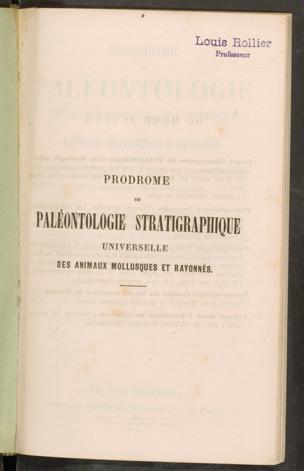 Louis Rollier
Professeur
PRODROME
DE
PALÉONTOLOGIE STRATIGRAPHIQUE
UNIVERSELLE
DES ANIMAUX MOLLUSQUES ET RAYONNÉS.